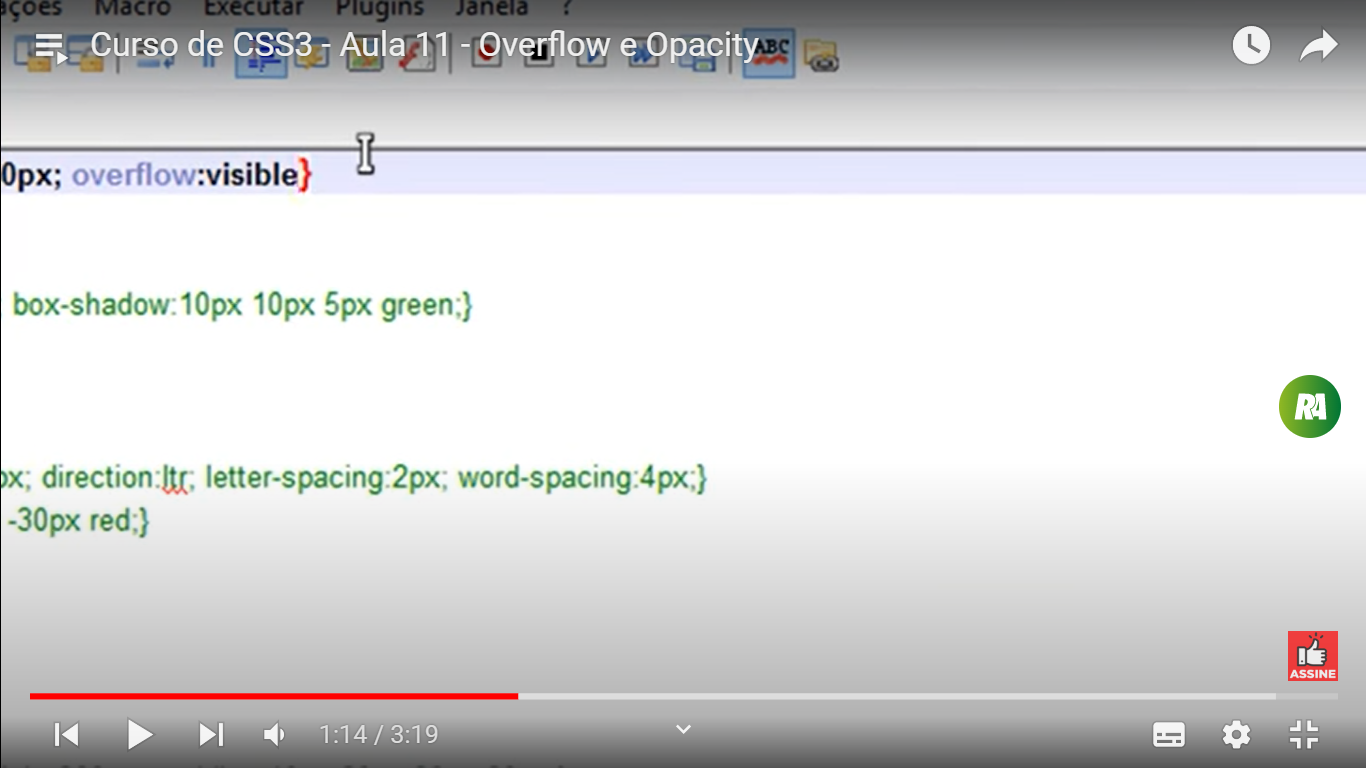 ações Macro Executar Plugins Janela ?
Curso de CSS3 - Aula 11 - Overflow e Opacity
ABC
0px; overflow:visible}
box-shadow:10px 10px 5px green;}
RA
px; direction:ltr; letter-spacing:2px; word-spacing:4px;}
-30px red;}
ASSINE
1:14 / 3:19